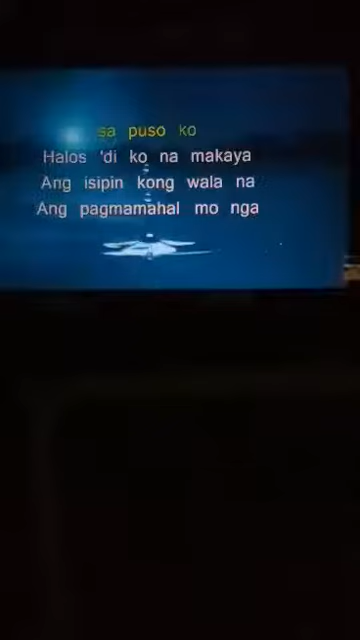 sa puso ko
Halos 'di ko na makaya
Ang isipin kong wala na
Ang pagmamahal mo nga